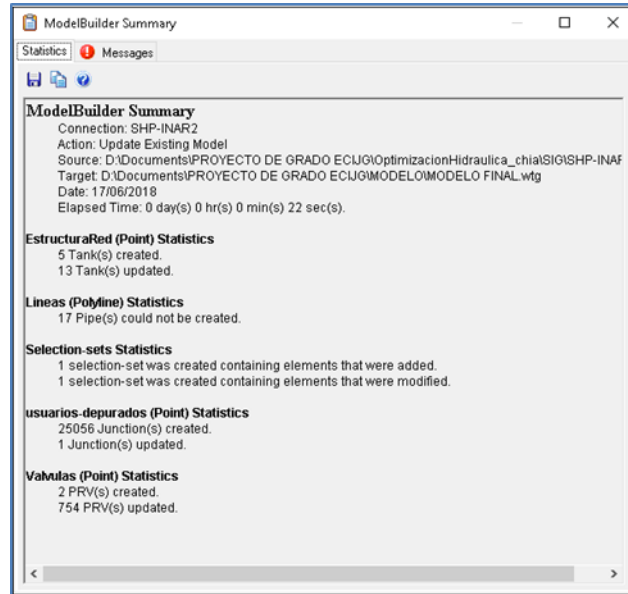 ModelBuilder Summary
Statistics Messages
ModelBuilder Summary
Connection: SHP-INAR2
Action: Update Existing Model
Source: D:\Documents\PROYECTO DE GRADO ECIJG\OptimizacionHidraulica_chia\SIG\SHP-INAF
Target: D:\Documents\PROYECTO DE GRADO ECIJG\MODELO\MODELO FINAL.wtg
Date: 17/06/2018
Elapsed Time: 0 day(s) 0 hr(s) 0 min(s) 22 sec(s).
EstructuraRed (Point) Statistics
5 Tank(s) created.
13 Tank(s) updated.
Lineas (Polyline) Statistics
17 Pipe(s) could not be created.
Selection-sets Statistics
1 selection-set was created containing elements that were added.
1 selection-set was created containing elements that were modified.
usuarios-depurados (Point) Statistics
25056 Junction(s) created.
1 Junction(s) updated.
Valvulas (Point) Statistics
2 PRV(s) created.
754 PRV(s) updated.